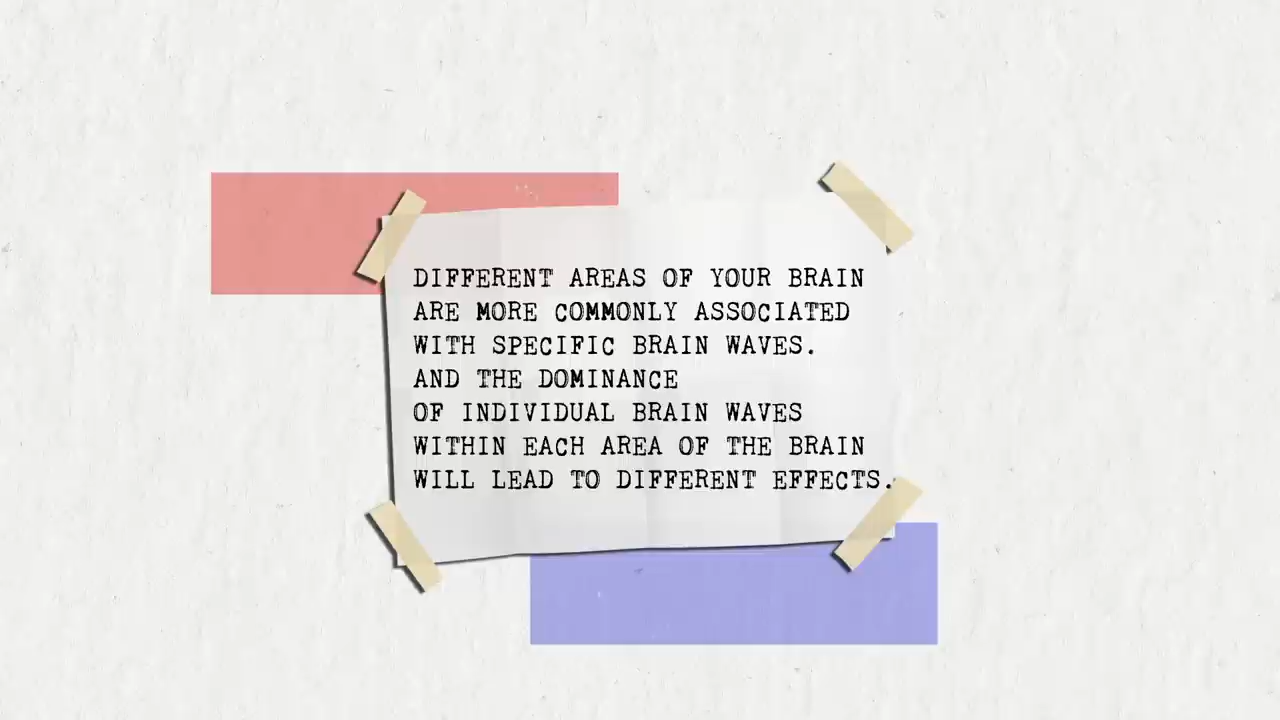 DIFFERENT AREAS OF YOUR BRAIN
ARE MORE COMMONLY ASSOCIATED
WITH SPECIFIC BRAIN WAVES.
AND THE DOMINANCE
OF INDIVIDUAL BRAIN WAVES
WITHIN EACH AREA OF THE BRAIN
WILL LEAD TO DIFFERENT EFFECTS.